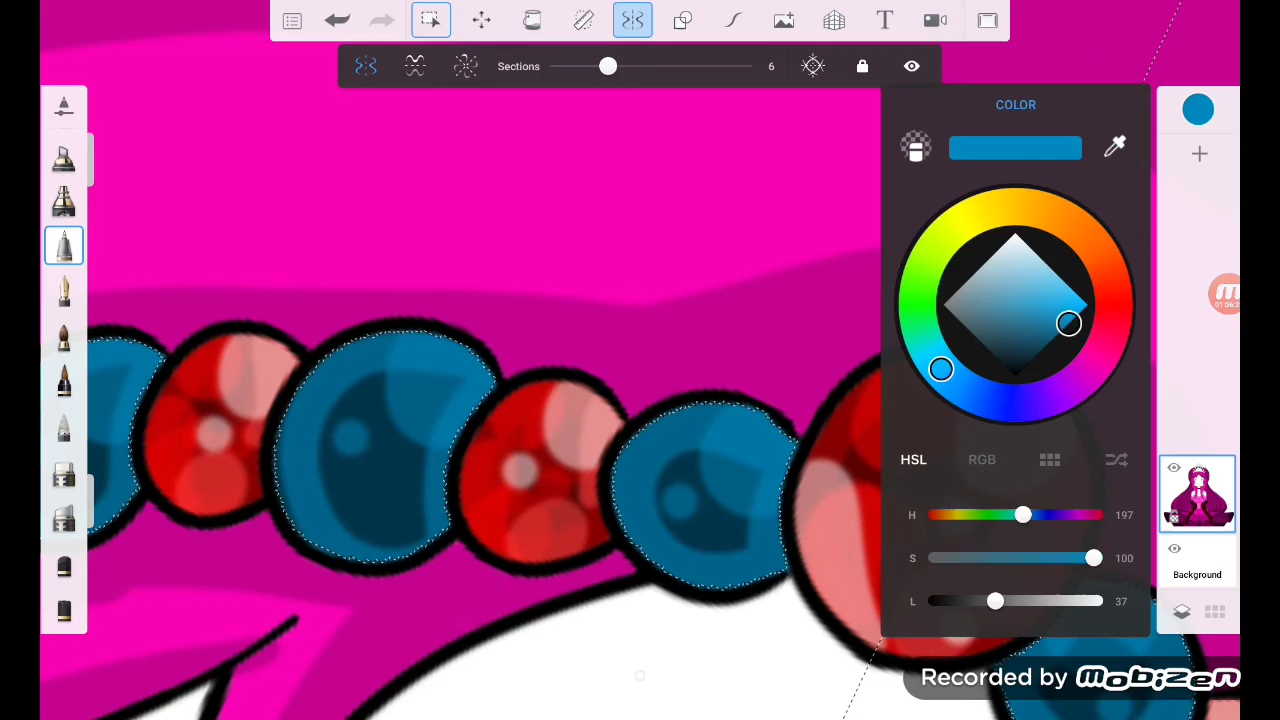 Sections 6
COLOR
HSL RGB
H 197
S 100
L 37
Background
Recorded by MOBIZEN